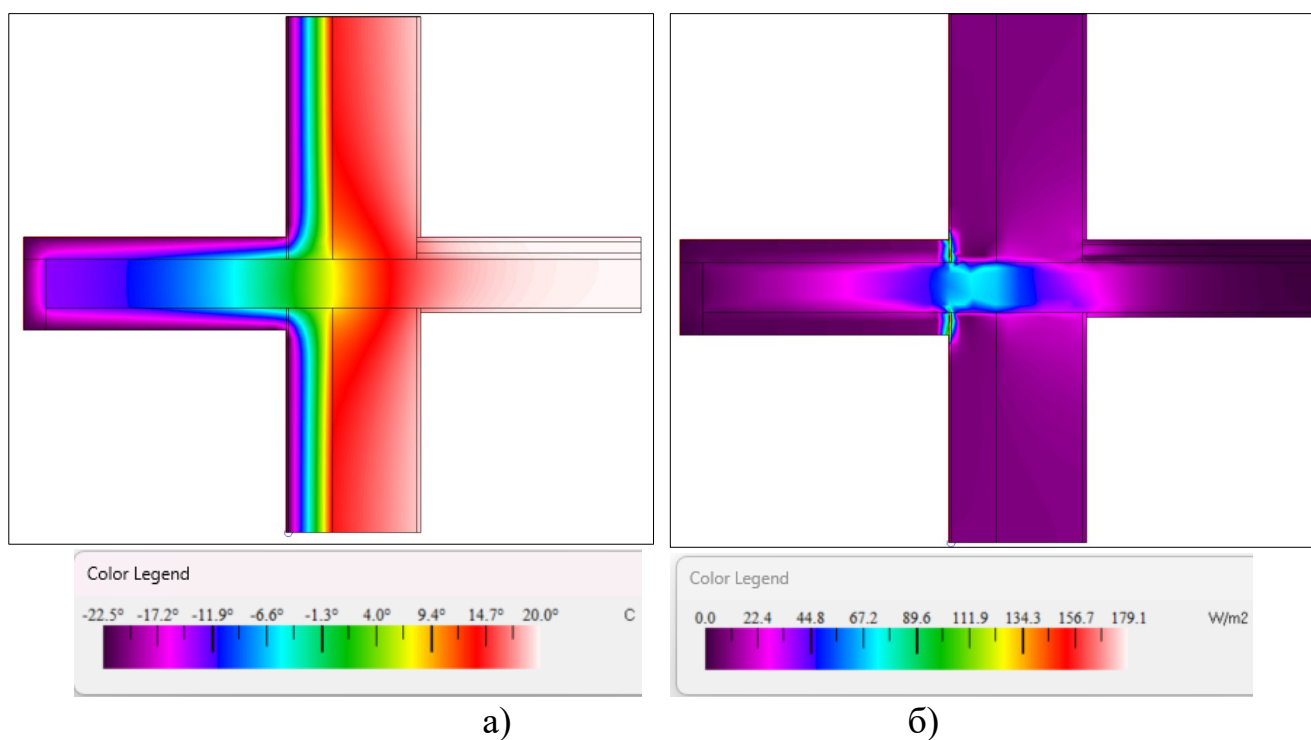 Color Legend
-22.5° -17.2° -11.9° -6.6° -1.3° 4.0° 9.4° 14.7° 20.0° C
Color Legend
0.0 22.4 44.8 67.2 89.6 111.9 134.3 156.7 179.1 W/m2
а) б)